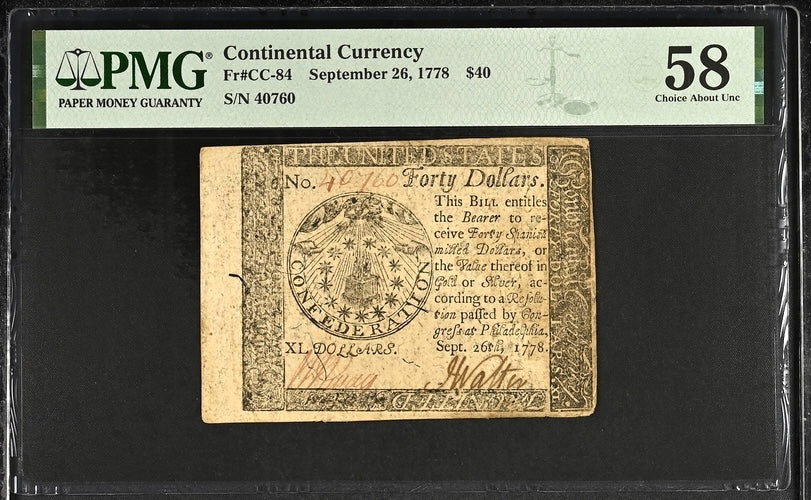 PMG®
PAPER MONEY GUARANTY
Continental Currency
Fr#CC-84 September 26, 1778 $40
S/N 40760
58
Choice About Unc
THE UNITED STATES
No. 40760 Forty Dollars.
This BILL entitles
the Bearer to re-
ceive Forty Spanish
milled Dollars, or
the Value thereof in
Gold or Silver, ac-
cording to a Resolu-
tion passed by Con-
gress at Philadelphia,
Sept. 26th, 1778.
CONFEDERATION
XL DOLLARS.
JWatter